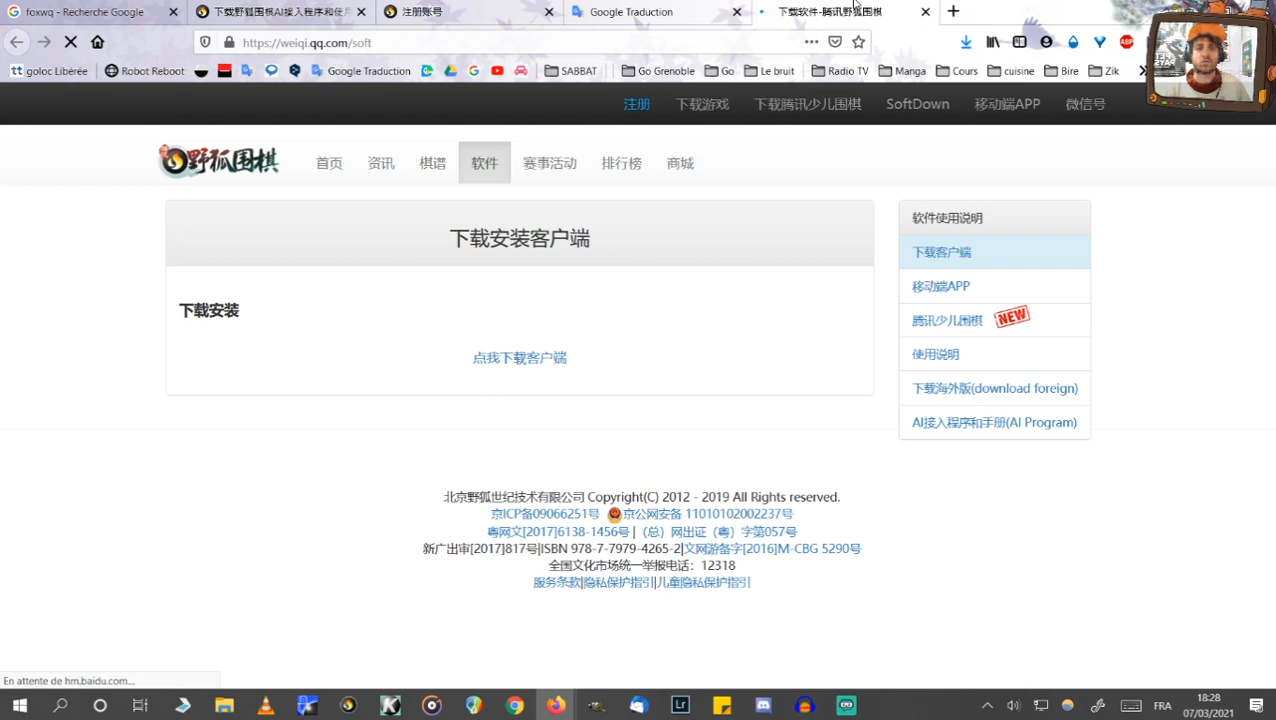 foxwq - Recherche Google
下载野狐围棋AI接入程序和使用
注册账号
Google Traduction
下载软件-腾讯野狐围棋
https://weiqi.qq.com/soft
ABP
goloc Libérée
Robot Reboot
Google Traduction
SABBAT
Go Grenoble
Go
Le bruit
Radio TV
Manga
Cours
cuisine
Bire
Zik
注册
下载游戏
下载腾讯少儿围棋
SoftDown
移动端APP
微信号
野狐围棋
首页
资讯
棋谱
软件
赛事活动
排行榜
商城
下载安装客户端
下载安装
点我下载客户端
软件使用说明
下载客户端
移动端APP
腾讯少儿围棋 NEW
使用说明
下载海外版(download foreign)
AI接入程序和手册(AI Program)
北京野狐世纪技术有限公司 Copyright(C) 2012 - 2019 All Rights reserved.
京ICP备09066251号 京公网安备 11010102002237号
粤网文[2017]6138-1456号 |（总）网出证（粤）字第057号
新广出审[2017]817号|ISBN 978-7-7979-4265-2|文网游备字[2016]M-CBG 5290号
全国文化市场统一举报电话：12318
服务条款|隐私保护指引|儿童隐私保护指引
En attente de hm.baidu.com...
Lr
FRA
18:28
07/03/2021